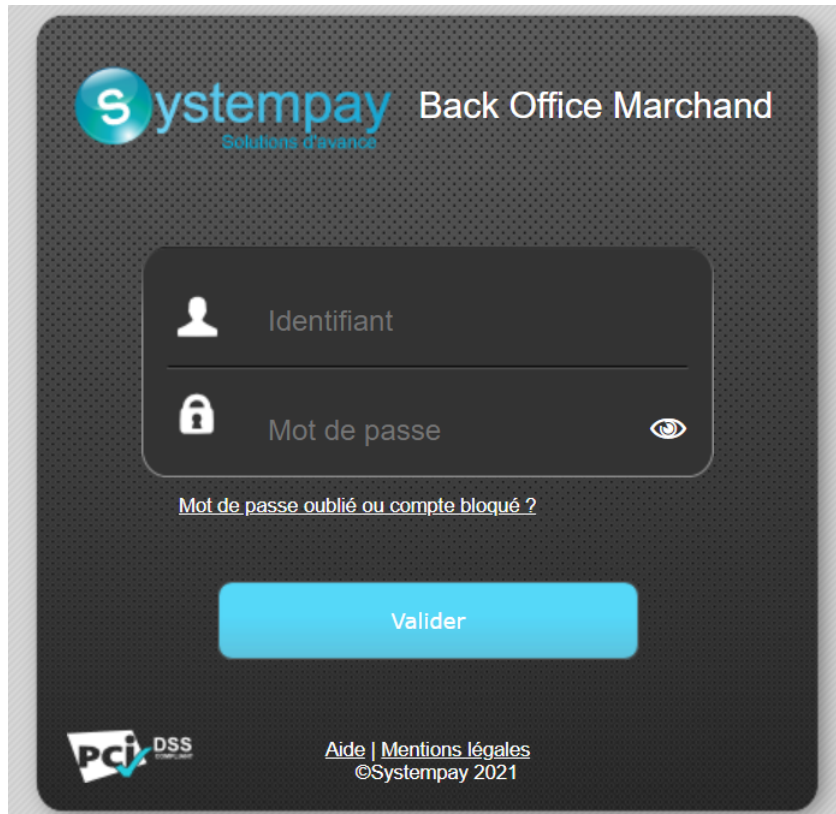 Systempay Back Office Marchand
Solutions d'avance
Identifiant
Mot de passe
Mot de passe oublié ou compte bloqué ?
Valider
PCi DSS
COMPLIANT
Aide | Mentions légales
©Systempay 2021